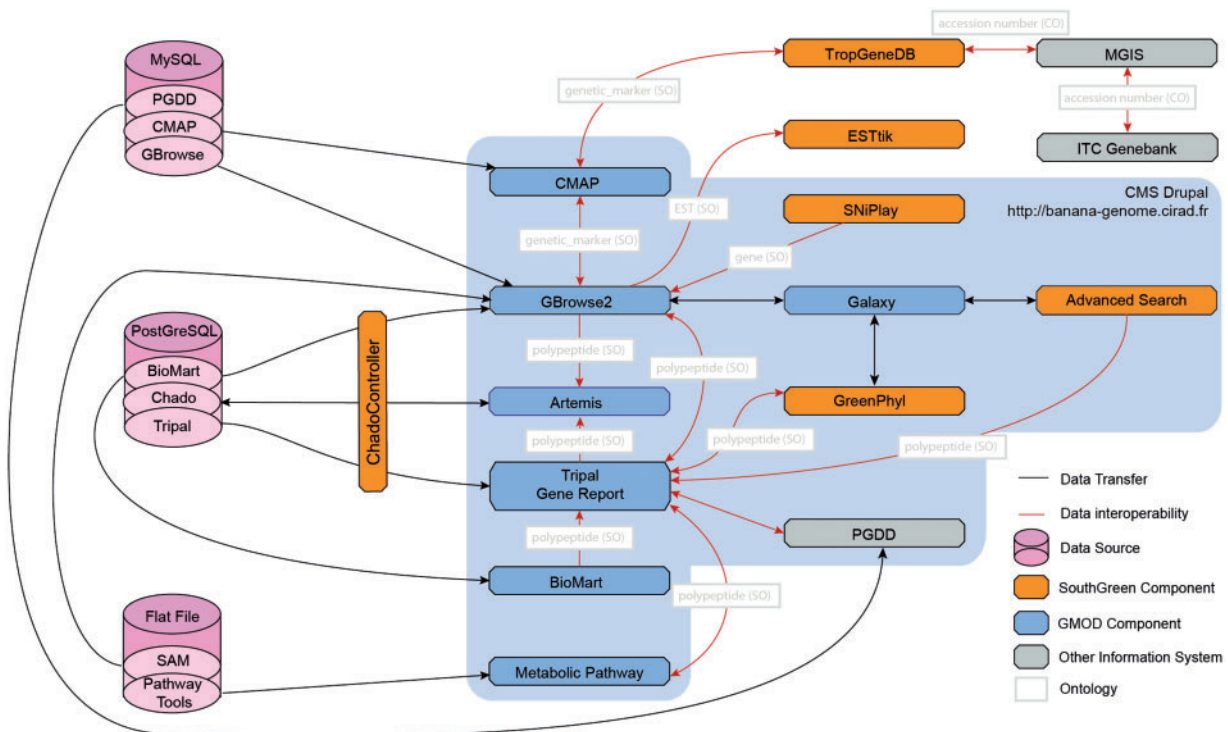 accession number (CO)
MySQL
TropGeneDB
MGIS
PGDD
genetic_marker (SO)
accession number (CO)
CMAP
ESTtik
ITC Genebank
GBrowse
CMAP
CMS Drupal
http://banana-genome.cirad.fr
EST (SO)
SNiPlay
genetic_marker (SO)
gene (SO)
GBrowse2
Galaxy
Advanced Search
PostGreSQL
polypeptide (SO)
polypeptide (SO)
BioMart
Chado
Tripal
ChadoController
Artemis
GreenPhyl
polypeptide (SO)
polypeptide (SO)
polypeptide (SO)
Tripal
Gene Report
Data Transfer
Data interoperability
polypeptide (SO)
PGDD
Data Source
BioMart
polypeptide (SO)
SouthGreen Component
Flat File
GMOD Component
SAM
Metabolic Pathway
Other Information System
Pathway
Tools
Ontology